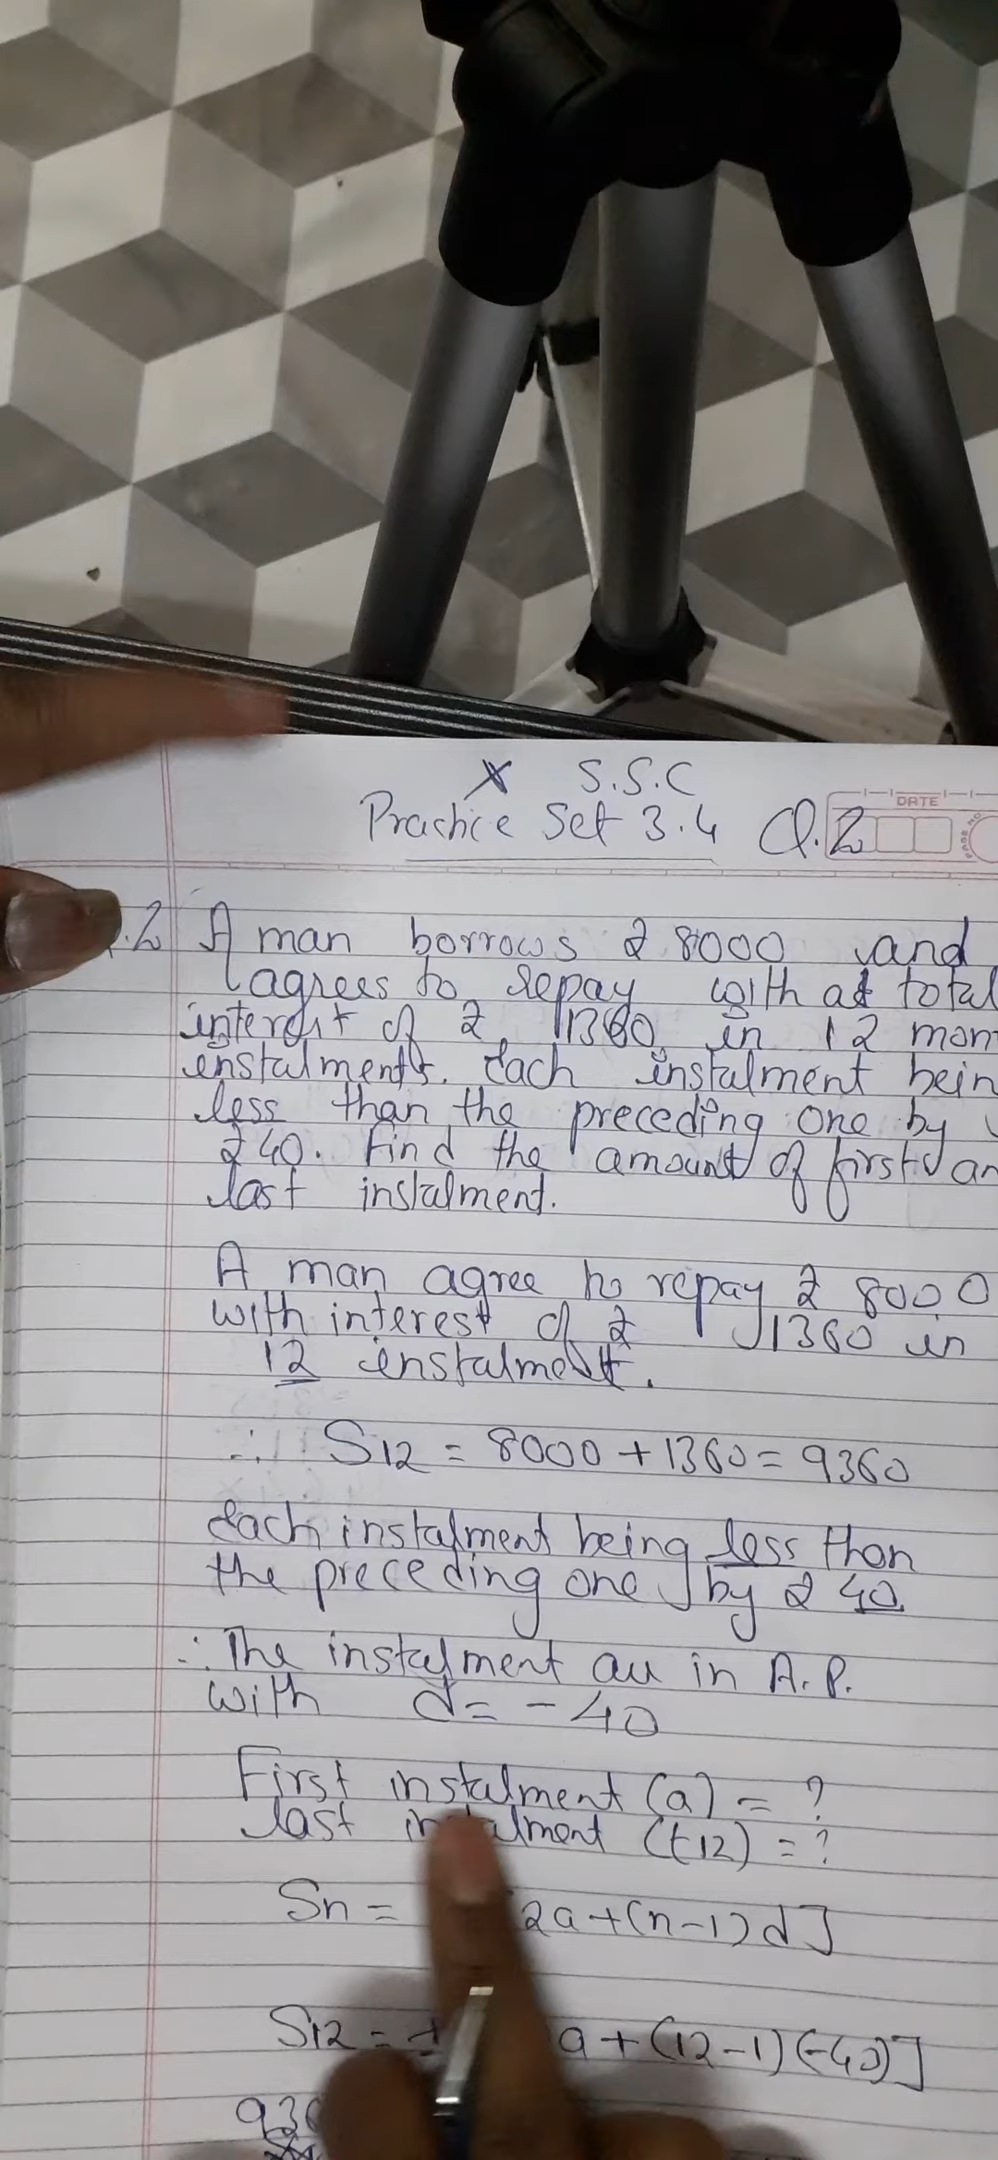 X S.S.C
Practice Set 3.4 Q.2
DATE
.2 A man borrows ₹ 8000 and
agrees to repay with at total
interest of ₹ 1360 in 12 mon
instalments. Each instalment bein
less than the preceding one by
₹ 40. Find the amount of first an
last instalment.
A man agree to repay ₹ 8000
with interest of ₹ 1360 in
12 instalment.
∴ S12 = 8000 + 1360 = 9360
Each instalment being less than
the preceding one by ₹ 40
∴ The instalment are in A.P.
with d = -40
First instalment (a) = ?
last in alment (t12) = ?
Sn = 2a + (n-1) d]
S12 = a + (12-1) (-40)]
936